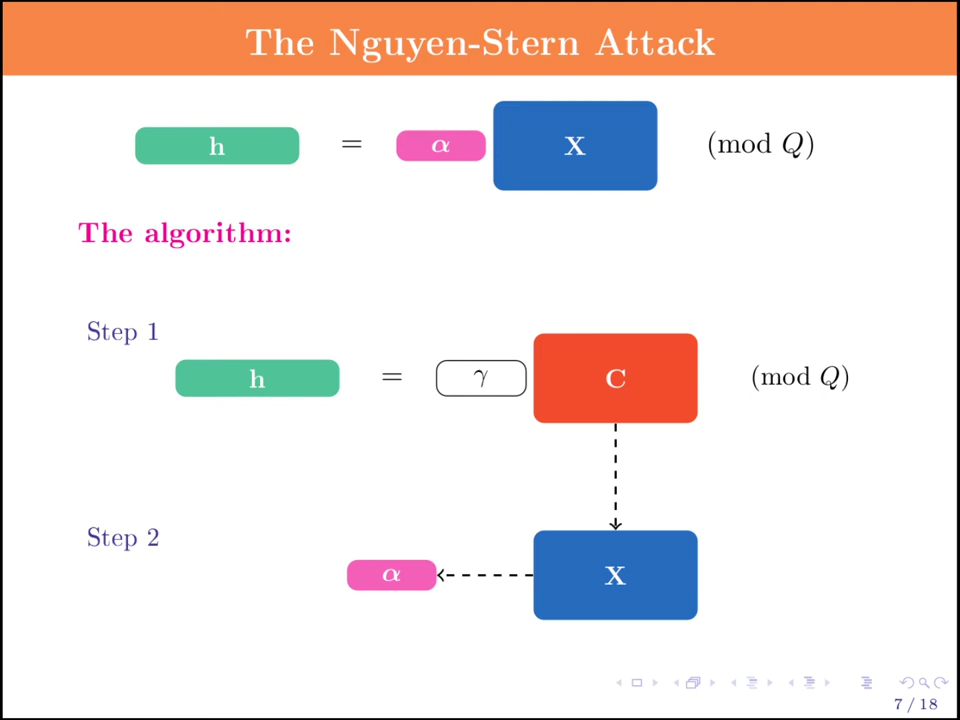 The Nguyen-Stern Attack
h = α X (mod Q)
The algorithm:
Step 1
h = γ C (mod Q)
Step 2
α X
7 / 18